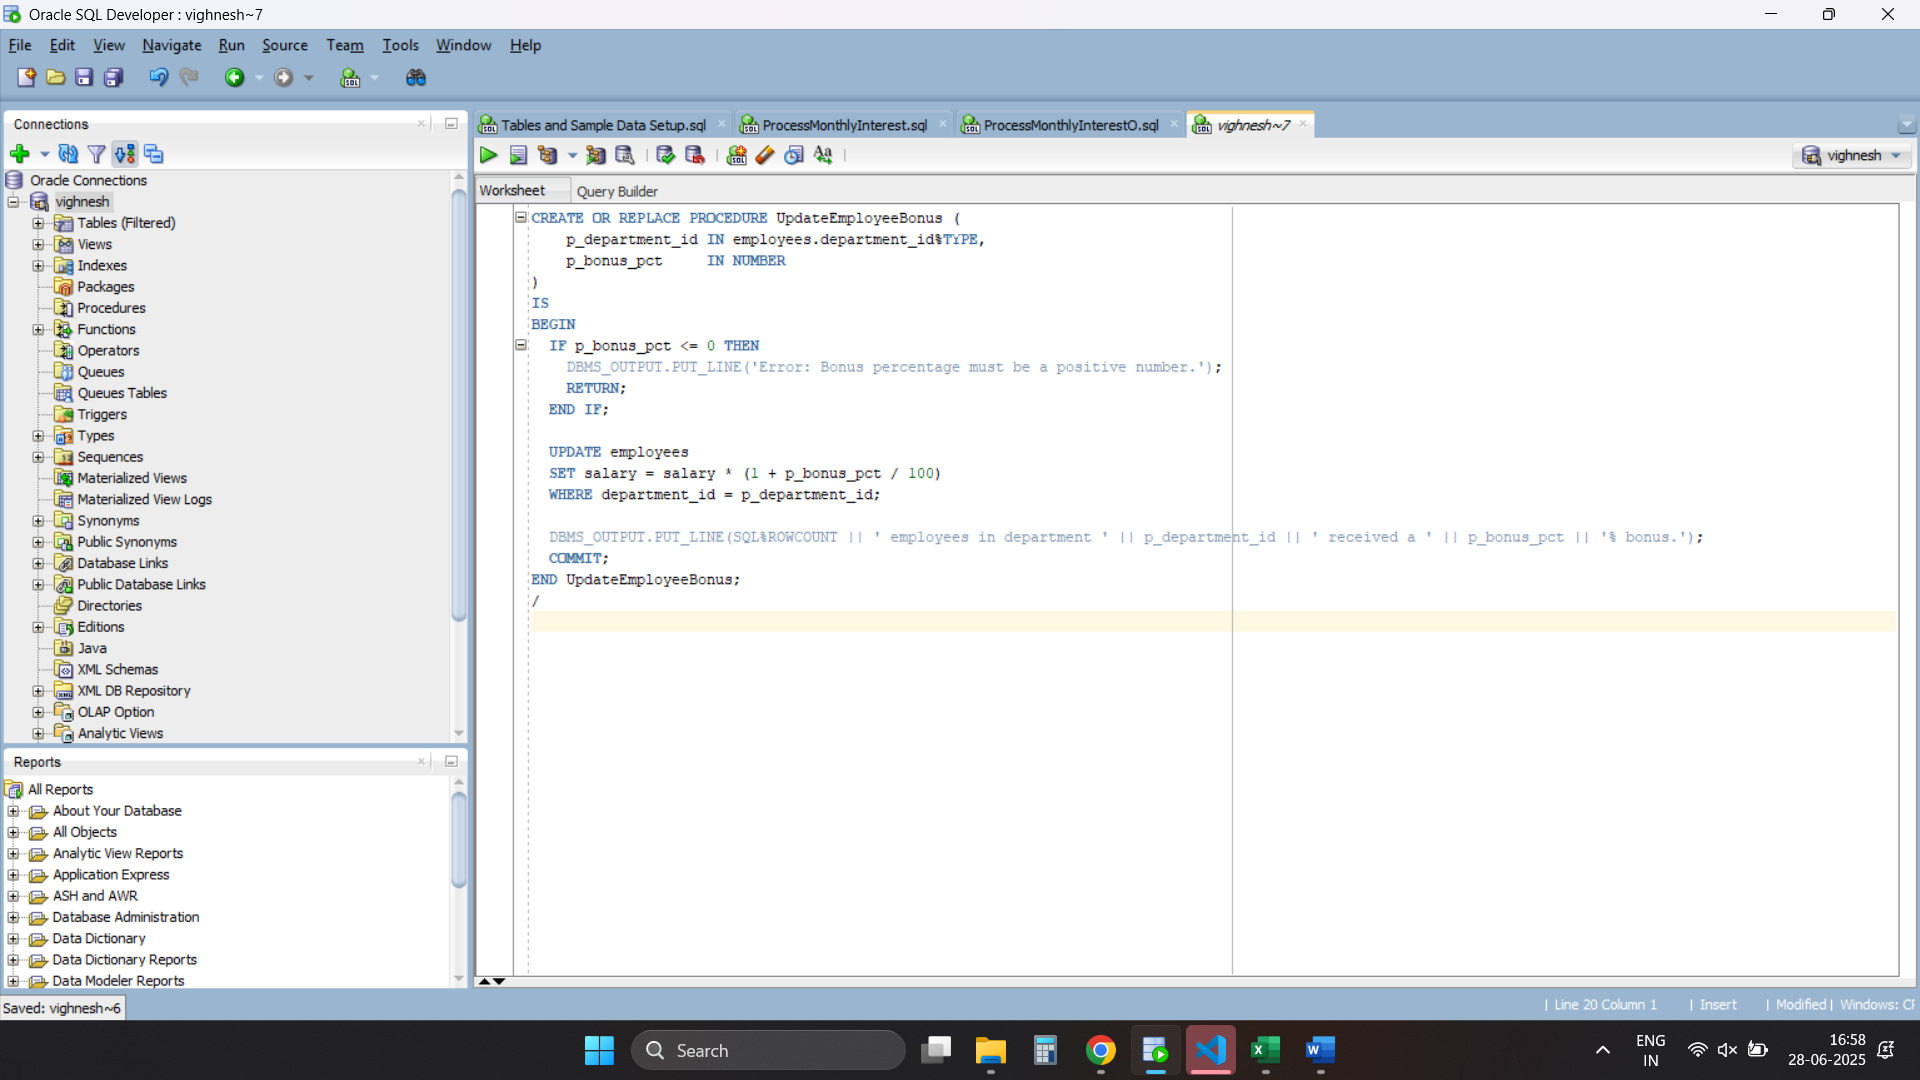 Oracle SQL Developer : vighnesh~7
File Edit View Navigate Run Source Team Tools Window Help
Connections
Oracle Connections
vighnesh
Tables (Filtered)
Views
Indexes
Packages
Procedures
Functions
Operators
Queues
Queues Tables
Triggers
Types
Sequences
Materialized Views
Materialized View Logs
Synonyms
Public Synonyms
Database Links
Public Database Links
Directories
Editions
Java
XML Schemas
XML DB Repository
OLAP Option
Analytic Views
Reports
All Reports
About Your Database
All Objects
Analytic View Reports
Application Express
ASH and AWR
Database Administration
Data Dictionary
Data Dictionary Reports
Data Modeler Reports
Tables and Sample Data Setup.sql ProcessMonthlyInterest.sql ProcessMonthlyInterestO.sql vighnesh~7
vighnesh
Worksheet Query Builder
CREATE OR REPLACE PROCEDURE UpdateEmployeeBonus (
p_department_id IN employees.department_id%TYPE,
p_bonus_pct IN NUMBER
)
IS
BEGIN
IF p_bonus_pct <= 0 THEN
DBMS_OUTPUT.PUT_LINE('Error: Bonus percentage must be a positive number.');
RETURN;
END IF;
UPDATE employees
SET salary = salary * (1 + p_bonus_pct / 100)
WHERE department_id = p_department_id;
DBMS_OUTPUT.PUT_LINE(SQL%ROWCOUNT || ' employees in department ' || p_department_id || ' received a ' || p_bonus_pct || '% bonus.');
COMMIT;
END UpdateEmployeeBonus;
/
Saved: vighnesh~6
| Line 20 Column 1 | Insert | Modified | Windows: CF
Search
ENG
IN
16:58
28-06-2025